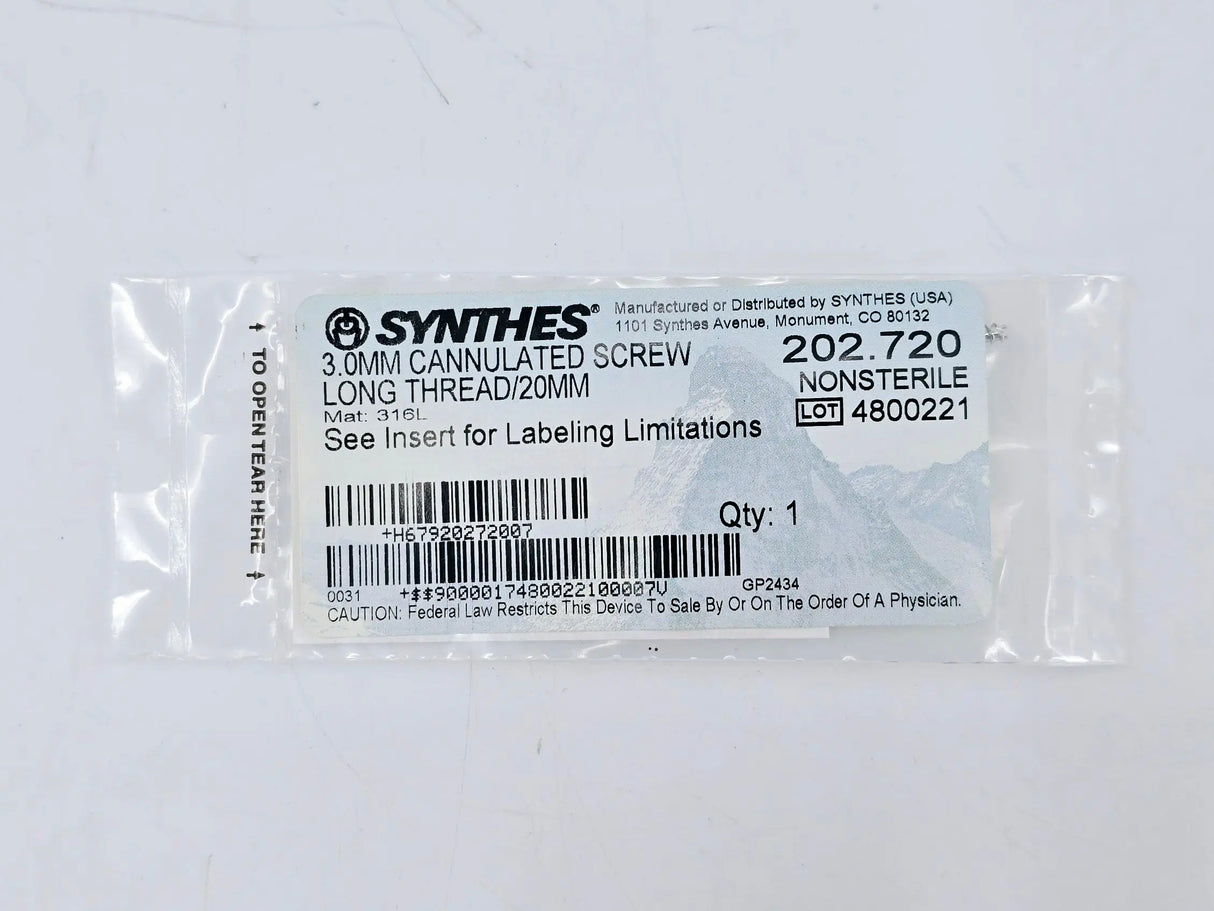 ↑ TO OPEN TEAR HERE ↑
SYNTHES®
Manufactured or Distributed by SYNTHES (USA)
1101 Synthes Avenue, Monument, CO 80132
3.0MM CANNULATED SCREW
LONG THREAD/20MM
202.720
NONSTERILE
LOT 4800221
Mat: 316L
See Insert for Labeling Limitations
Qty: 1
+H67920272007
0031 +$$9000017480022100007V GP2434
CAUTION: Federal Law Restricts This Device To Sale By Or On The Order Of A Physician.